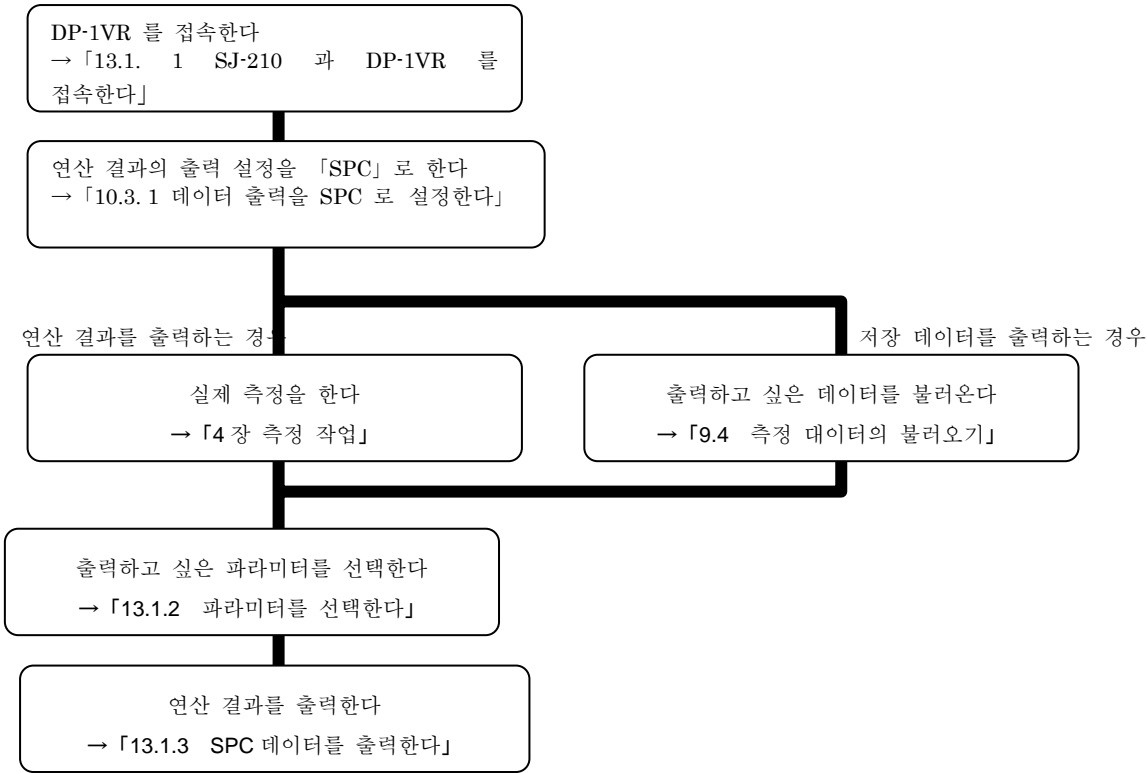 DP-1VR 를 접속한다
→「13.1. 1 SJ-210 과 DP-1VR 를
접속한다」
연산 결과의 출력 설정을 「SPC」로 한다
→「10.3. 1 데이터 출력을 SPC 로 설정한다」
연산 결과를 출력하는 경우
저장 데이터를 출력하는 경우
실제 측정을 한다
→「4 장 측정 작업」
출력하고 싶은 데이터를 불러온다
→「9.4 측정 대이터의 불러오기」
출력하고 싶은 파라미터를 선택한다
→「13.1.2 파라미터를 선택한다」
연산 결과를 출력한다
→「13.1.3 SPC 데이터를 출력한다」